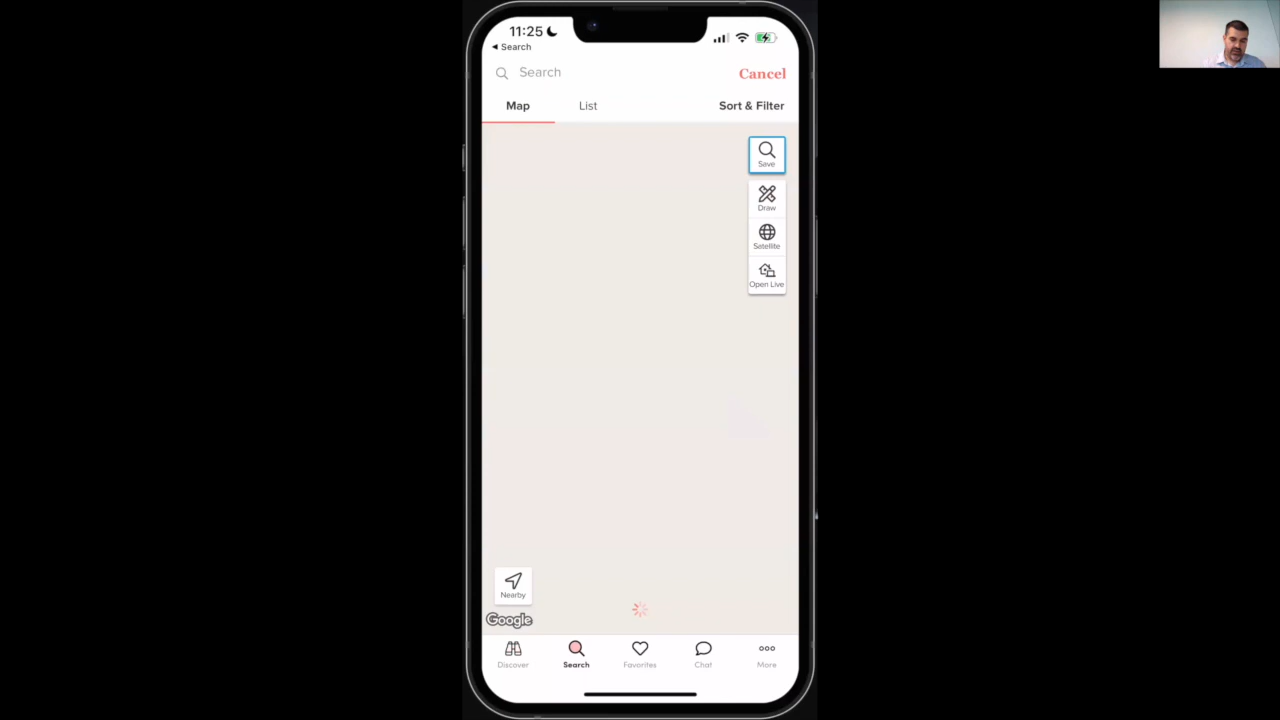 11:25
Search
Search
Cancel
Map
List
Sort & Filter
Save
Draw
Satellite
Open Live
Nearby
Google
Discover
Search
Favorites
Chat
More